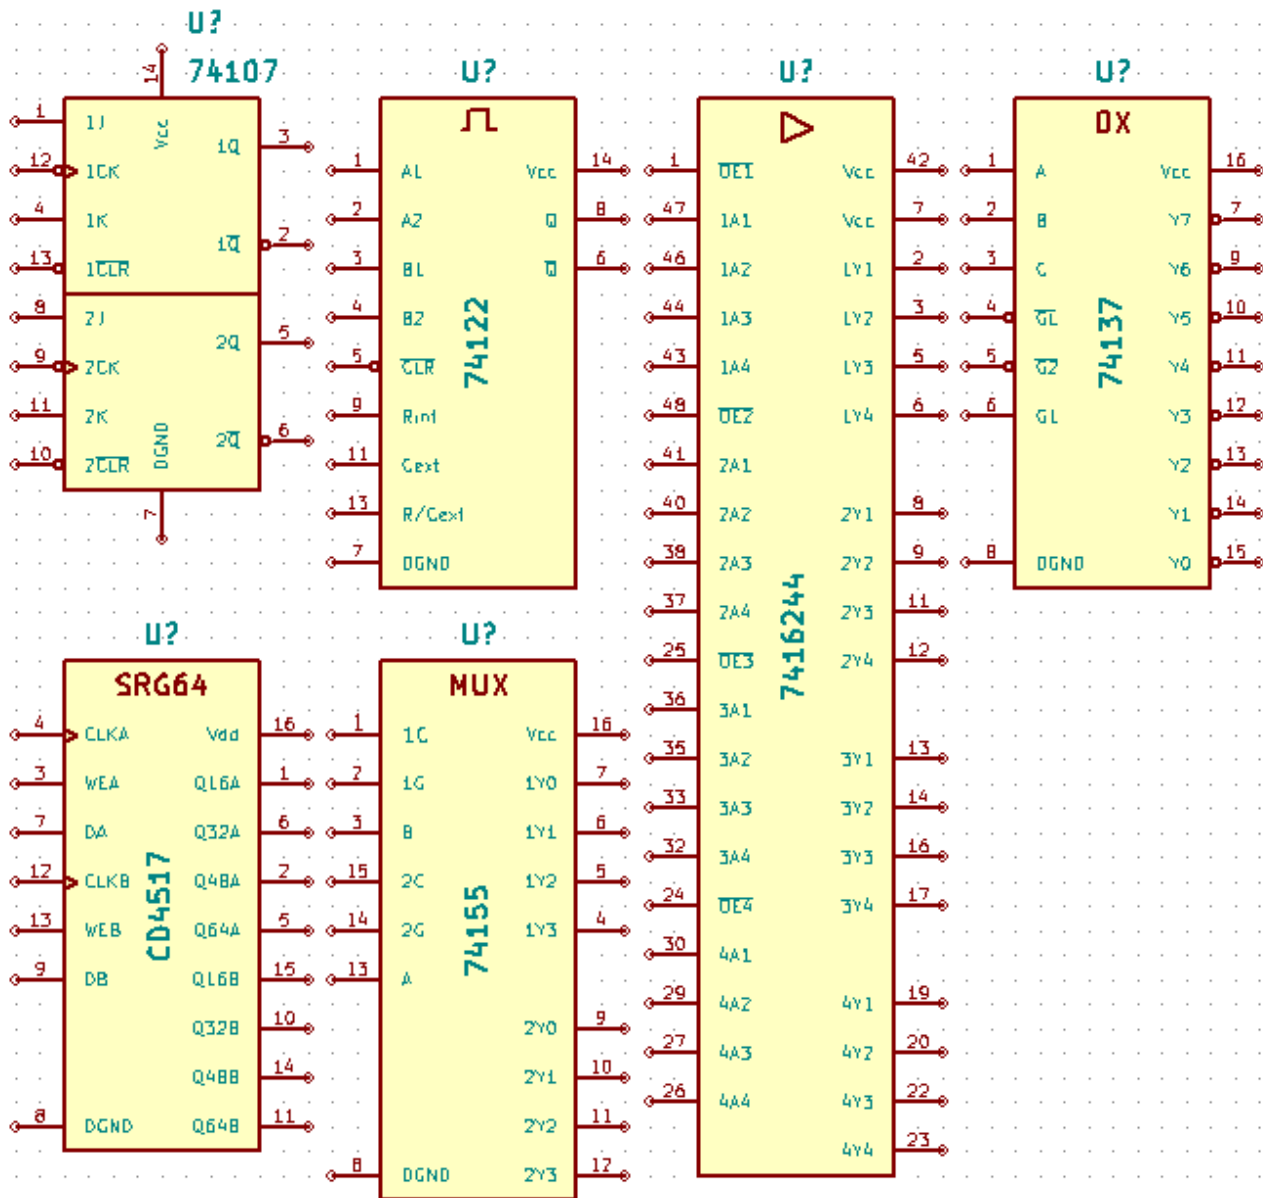 U?
74107
14
Vcc
1 1J
1Q 3
12 1CK
4 1K
1Q 2
13 1CLR
8 2J
2Q 5
9 2CK
11 2K
2Q 6
10 2CLR
DGND
7
U?
1 A1 Vcc 14
2 A2 Q 8
3 B1 Q 6
4 B2
5 CLR
9 Rint
11 Cext
13 R/Cext
7 DGND
74122
U?
1 OE1 Vcc 42
47 1A1 Vcc 7
46 1A2 1Y1 2
44 1A3 1Y2 3
43 1A4 1Y3 5
48 OE2 1Y4 6
41 2A1
40 2A2 2Y1 8
38 2A3 2Y2 9
37 2A4 2Y3 11
25 OE3 2Y4 12
36 3A1
35 3A2 3Y1 13
33 3A3 3Y2 14
32 3A4 3Y3 16
24 OE4 3Y4 17
30 4A1
29 4A2 4Y1 19
27 4A3 4Y2 20
26 4A4 4Y3 22
4Y4 23
7416244
U?
DX
1 A Vcc 16
2 B Y7 7
3 C Y6 9
4 G1 Y5 10
5 G2 Y4 11
6 G1 Y3 12
Y2 13
Y1 14
8 DGND Y0 15
74137
U?
SRG64
4 CLKA Vdd 16
3 WEA Q16A 1
7 DA Q32A 6
12 CLKB Q48A 2
13 WEB Q64A 5
9 DB Q16B 15
Q32B 10
Q48B 14
8 DGND Q64B 11
CD4517
U?
MUX
1 1C Vcc 16
2 1G 1Y0 7
3 B 1Y1 6
15 2C 1Y2 5
14 2G 1Y3 4
13 A
2Y0 9
2Y1 10
2Y2 11
8 DGND 2Y3 12
74155